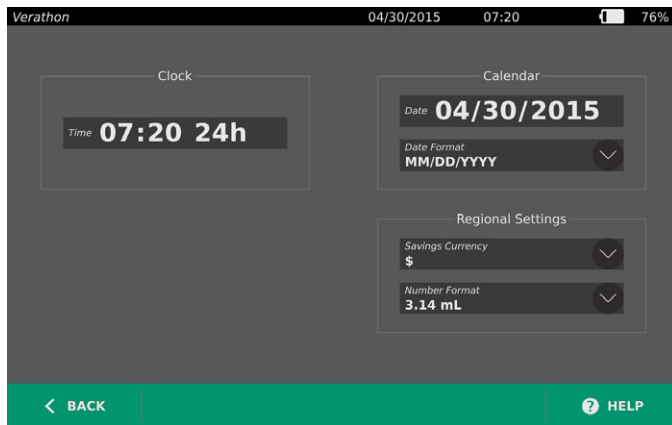 Verathon 04/30/2015 07:20 76%
Clock
Time 07:20 24h
Calendar
Date 04/30/2015
Date Format
MM/DD/YYYY
Regional Settings
Savings Currency
$
Number Format
3.14 mL
BACK
? HELP